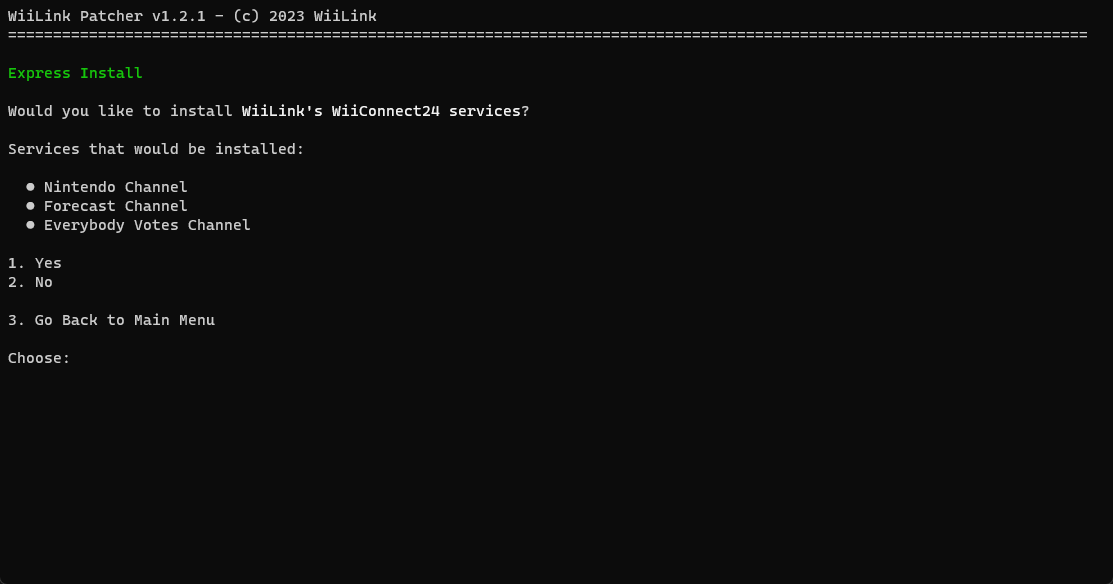 WiiLink Patcher v1.2.1 - (c) 2023 WiiLink
========================================================================================================================
Express Install
Would you like to install WiiLink's WiiConnect24 services?
Services that would be installed:
● Nintendo Channel
● Forecast Channel
● Everybody Votes Channel
1. Yes
2. No
3. Go Back to Main Menu
Choose: